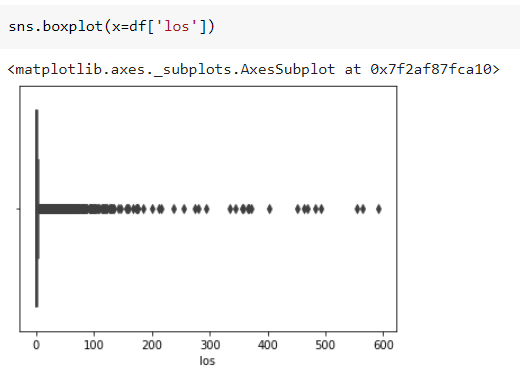 sns.boxplot(x=df['los'])
<matplotlib.axes._subplots.AxesSubplot at 0x7f2af87fca10>
0 100 200 300 400 500 600
los